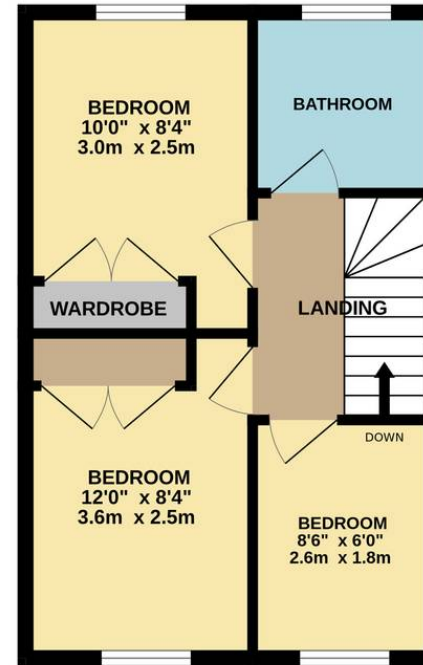 BEDROOM
10'0" x 8'4"
3.0m x 2.5m
BATHROOM
WARDROBE
LANDING
DOWN
BEDROOM
12'0" x 8'4"
3.6m x 2.5m
BEDROOM
8'6" x 6'0"
2.6m x 1.8m